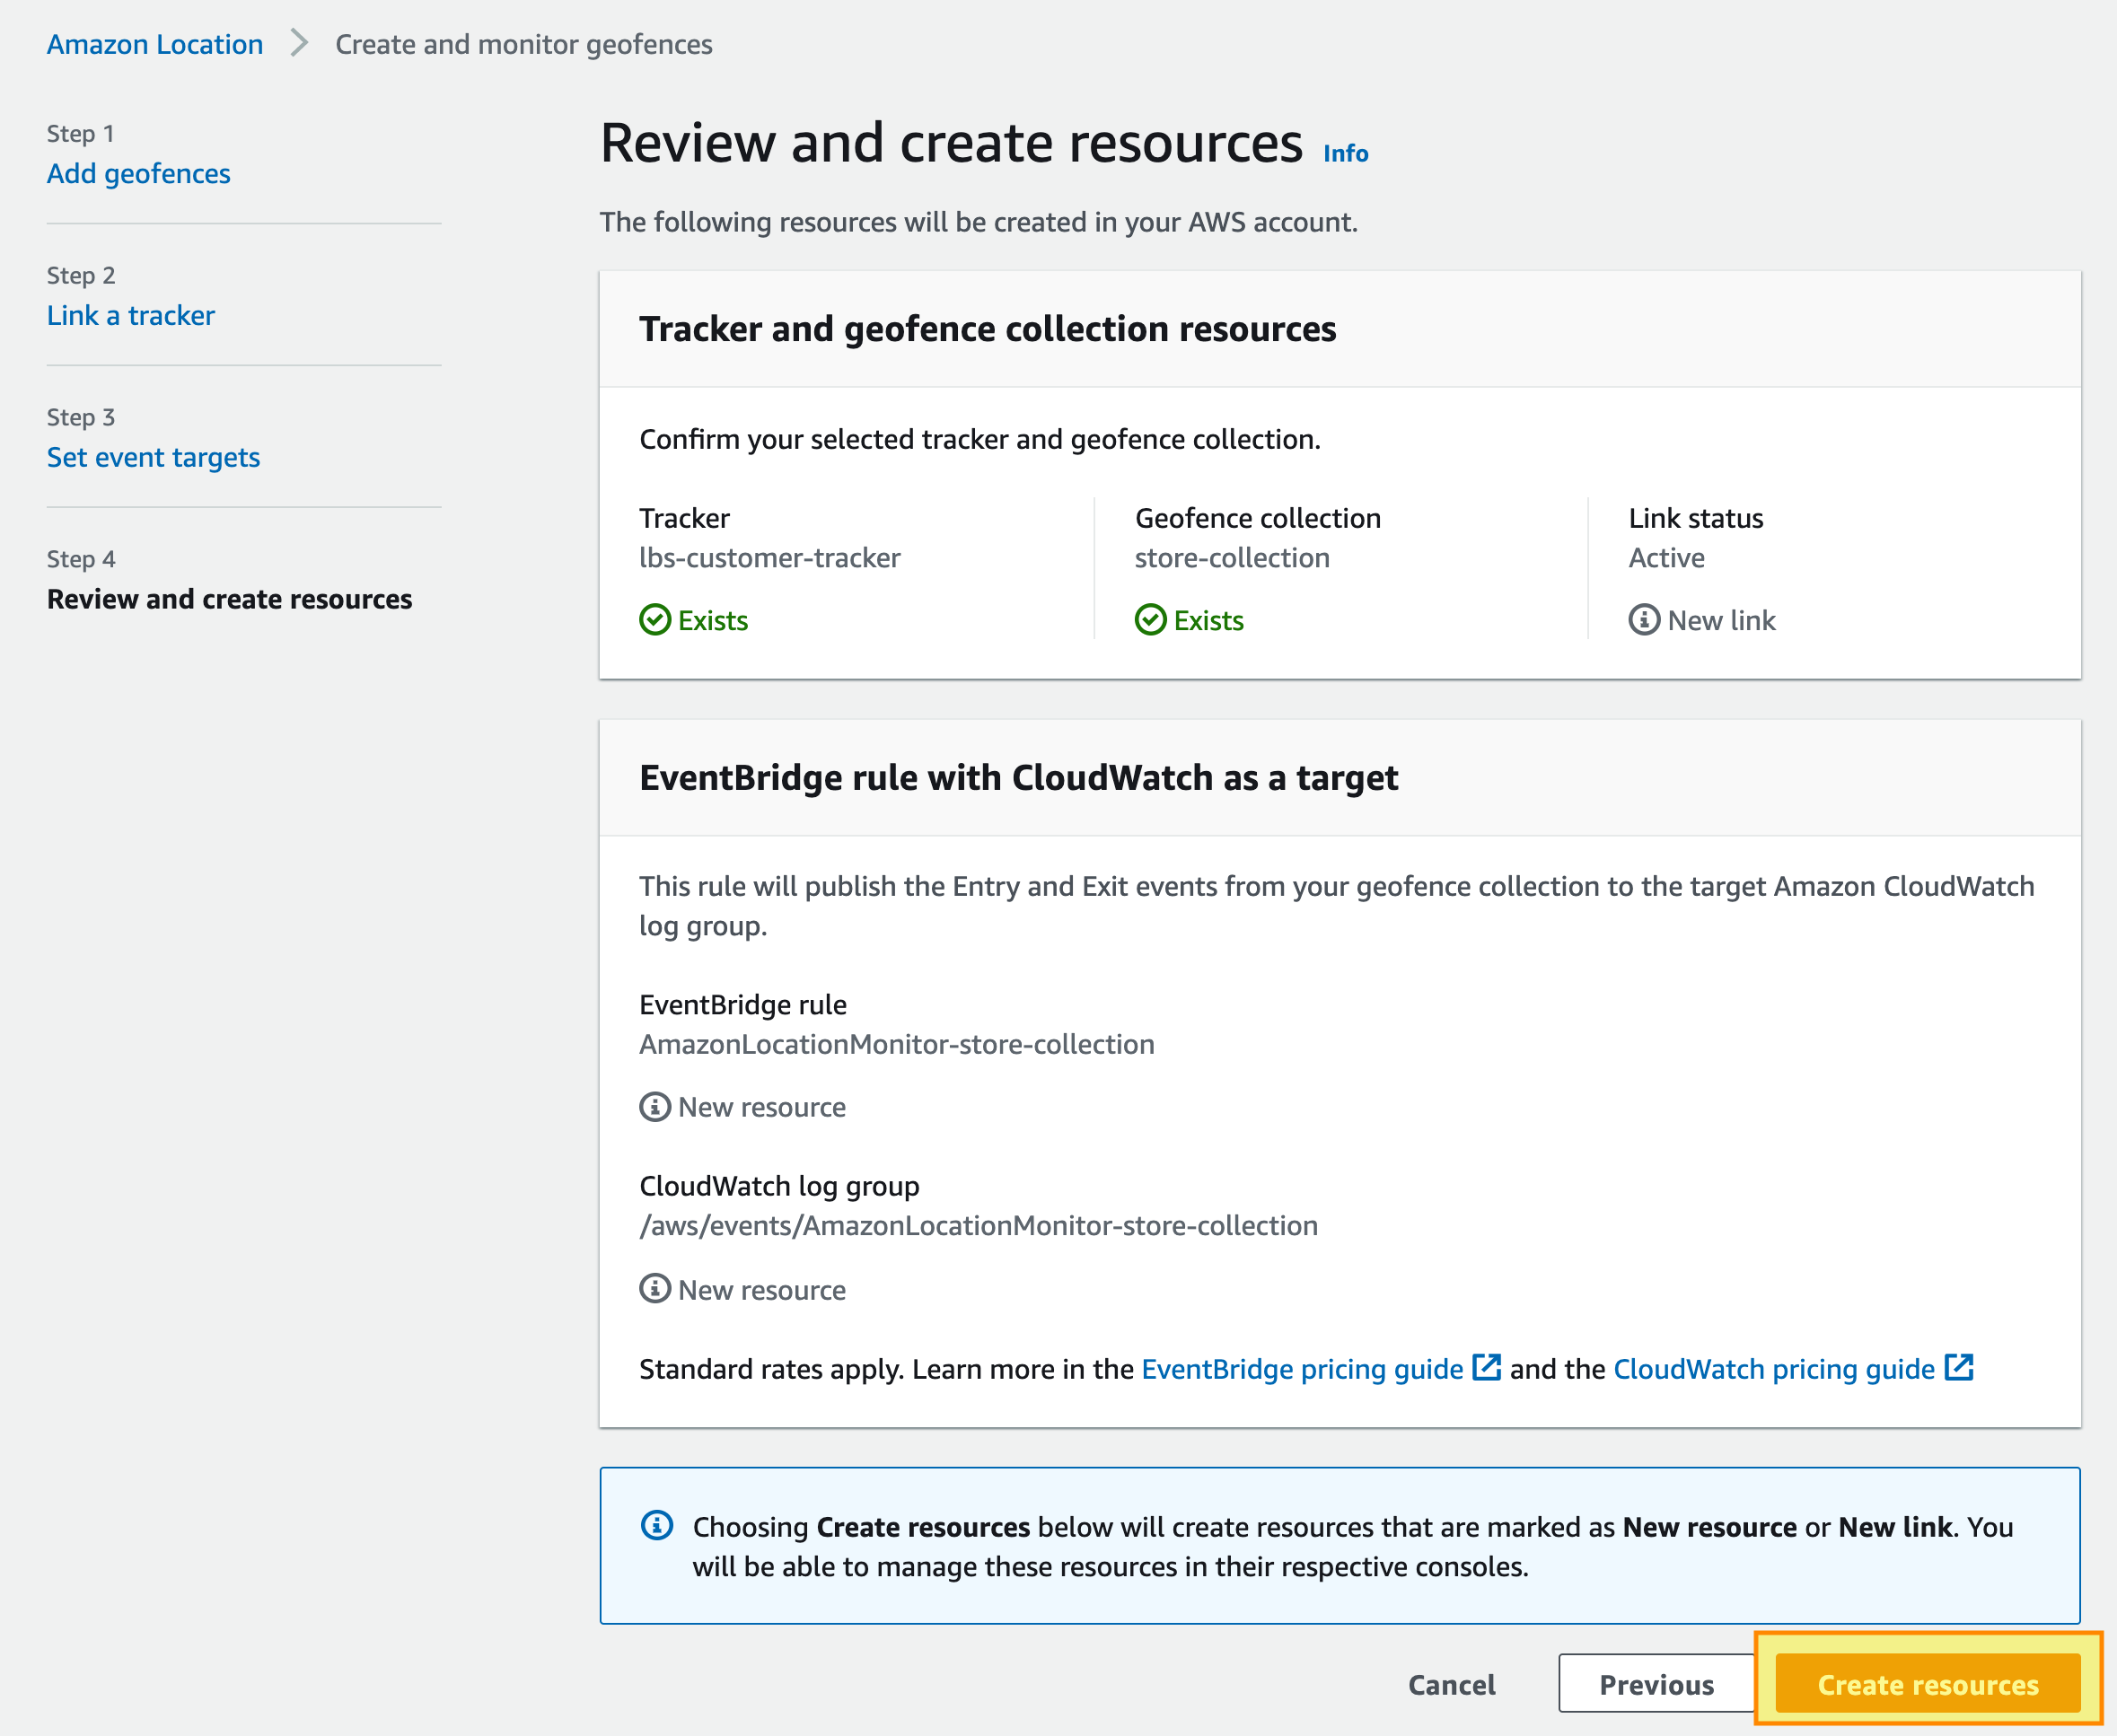 Amazon Location > Create and monitor geofences
Step 1
Add geofences
Step 2
Link a tracker
Step 3
Set event targets
Step 4
Review and create resources
Review and create resources Info
The following resources will be created in your AWS account.
Tracker and geofence collection resources
Confirm your selected tracker and geofence collection.
Tracker
lbs-customer-tracker
Exists
Geofence collection
store-collection
Exists
Link status
Active
New link
EventBridge rule with CloudWatch as a target
This rule will publish the Entry and Exit events from your geofence collection to the target Amazon CloudWatch
log group.
EventBridge rule
AmazonLocationMonitor-store-collection
New resource
CloudWatch log group
/aws/events/AmazonLocationMonitor-store-collection
New resource
Standard rates apply. Learn more in the EventBridge pricing guide and the CloudWatch pricing guide
Choosing Create resources below will create resources that are marked as New resource or New link. You
will be able to manage these resources in their respective consoles.
Cancel Previous Create resources